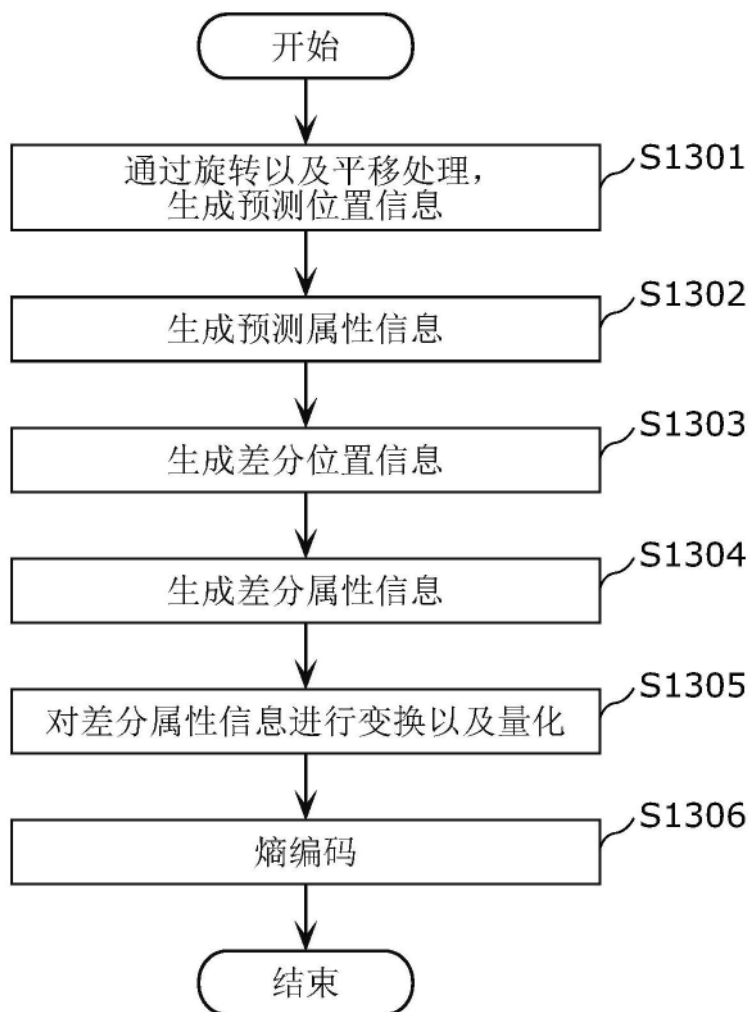 开始
通过旋转以及平移处理，
生成预测位置信息
S1301
生成预测属性信息
S1302
生成差分位置信息
S1303
生成差分属性信息
S1304
对差分属性信息进行变换以及量化
S1305
熵编码
S1306
结束